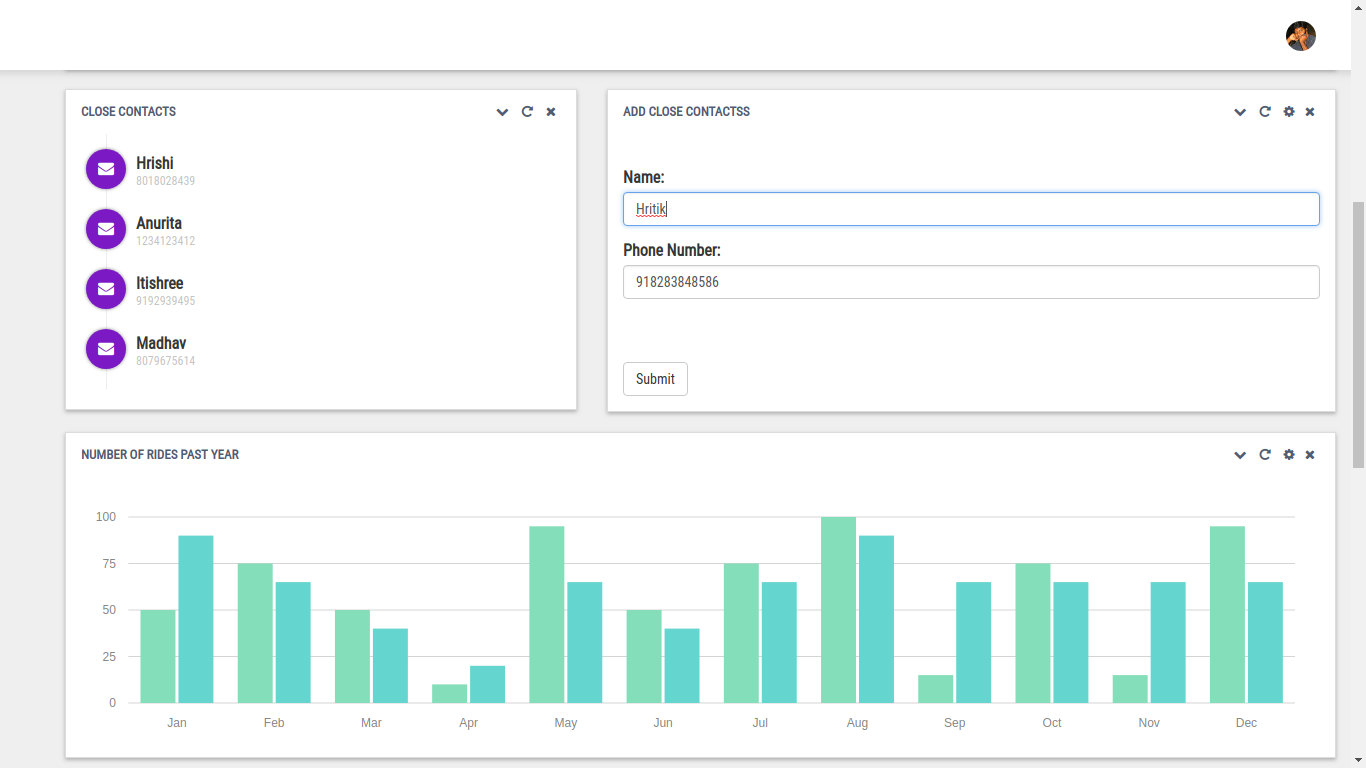 CLOSE CONTACTS
Hrishi
8018028439
Anurita
1234123412
Itishree
9192939495
Madhav
8079675614
ADD CLOSE CONTACTSS
Name:
Hritik
Phone Number:
918283848586
Submit
NUMBER OF RIDES PAST YEAR
100
75
50
25
0
Jan Feb Mar Apr May Jun Jul Aug Sep Oct Nov Dec